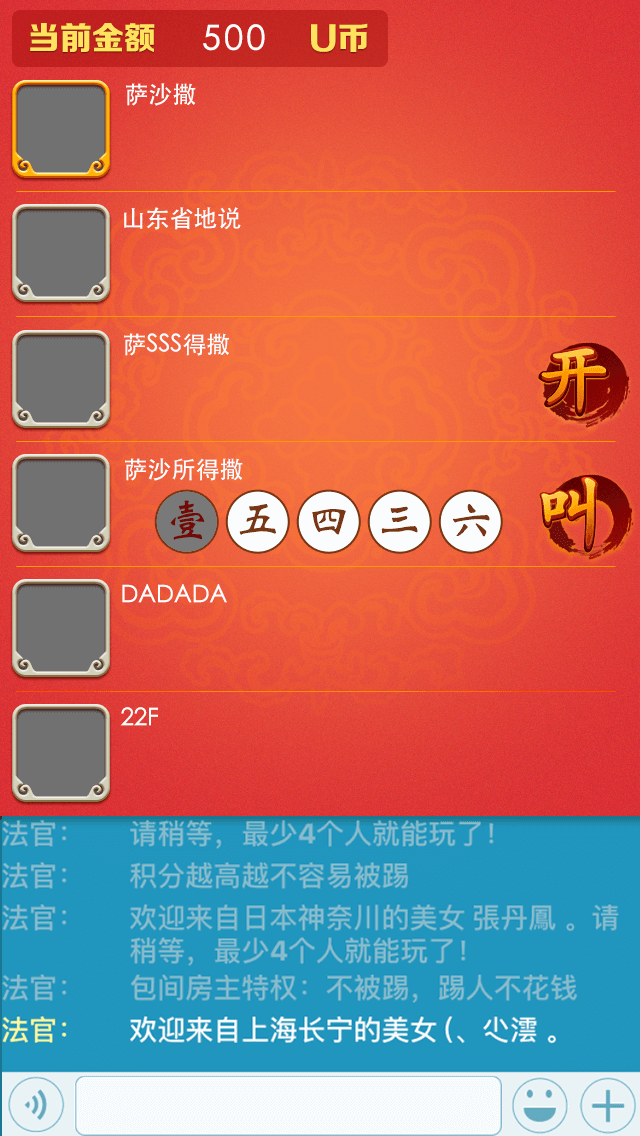 当前金额 500 U币
萨沙撒
山东省地说
萨SSS得撒
开
萨沙所得撒
壹 五 四 三 六
叫
DADADA
22F
法官： 请稍等，最少4个人就能玩了！
法官： 积分越高越不容易被踢
法官： 欢迎来自日本神奈川的美女 張丹鳳 。请
稍等，最少4个人就能玩了！
法官： 包间房主特权：不被踢，踢人不花钱
法官： 欢迎来自上海长宁的美女 (、尐澐 。